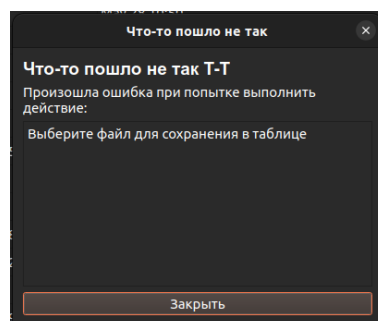 Что-то пошло не так
Что-то пошло не так Т-Т
Произошла ошибка при попытке выполнить
действие:
Выберите файл для сохранения в таблице
Закрыть